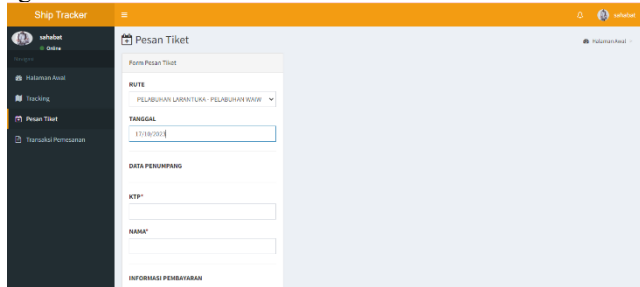 Ship Tracker
sahabat
sahabat
Online
Pesan Tiket
Halaman Awal
Form Pesan Tiket
Halaman Awal
RUTE
Tracking
PELABUHAN LARANTUKA - PELABUHAN WAIW
Pesan Tiket
TANGGAL
17/10/2023
Transaksi Pemesanan
DATA PENUMPANG
KTP*
NAMA*
INFORMASI PEMBAYARAN